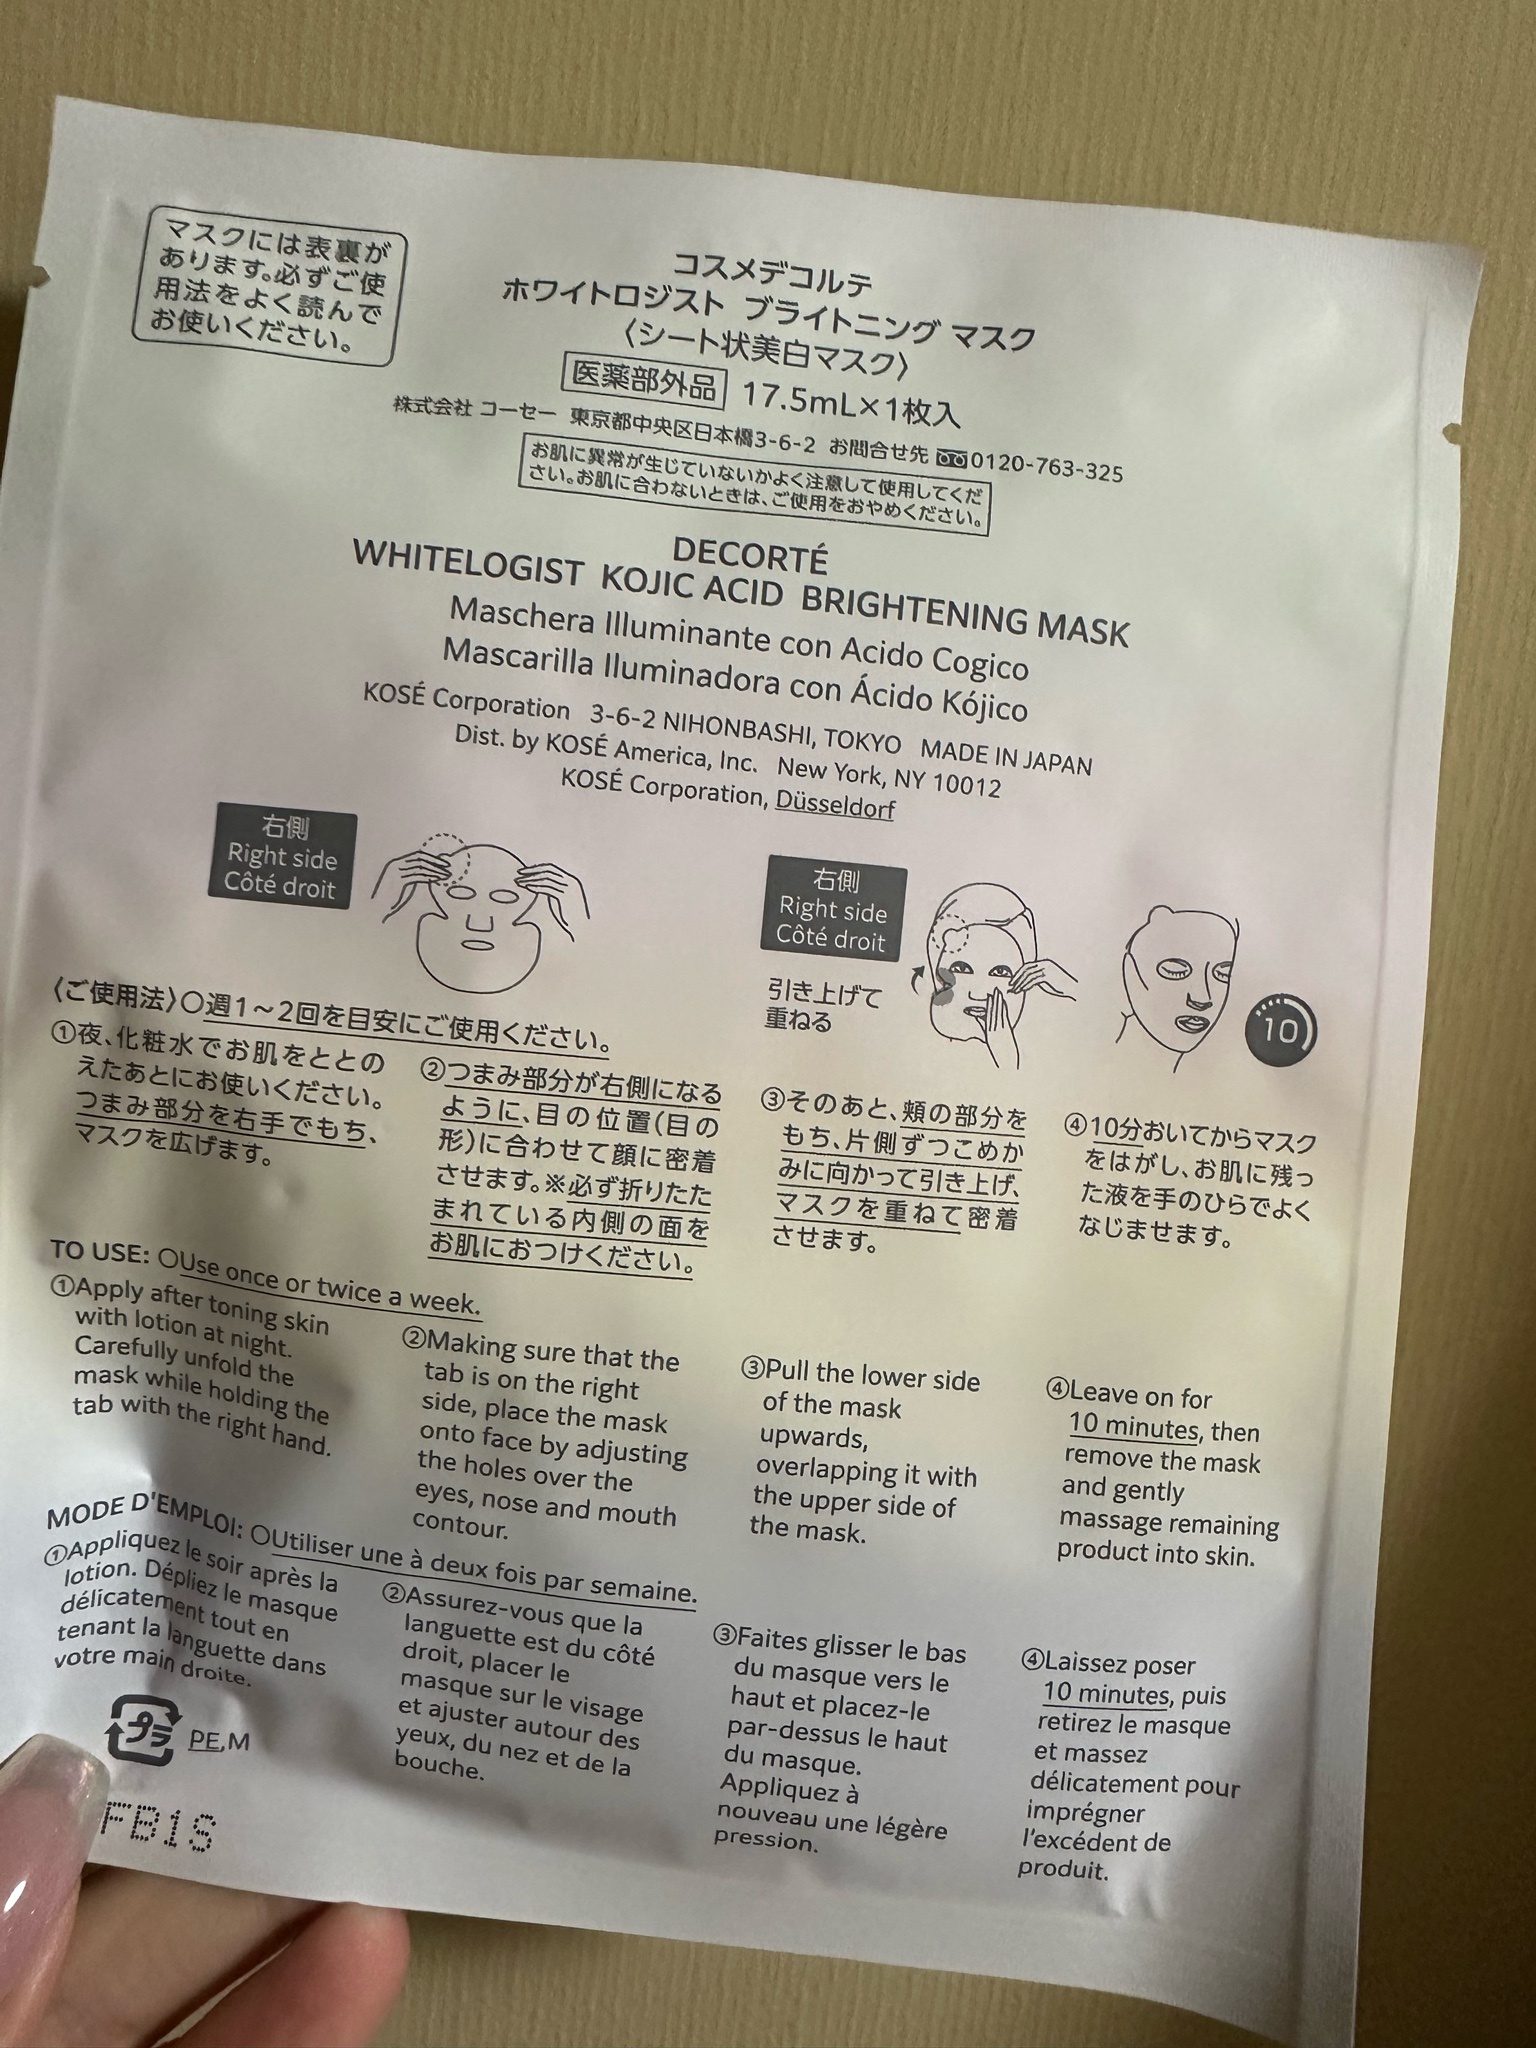 マスクには表裏が
あります。必ずご使
用法をよく読んで
お使いください。
コスメデコルテ
ホワイトロジスト ブライトニング マスク
〈シート状美白マスク〉
医薬部外品 17.5mL×1枚入
株式会社 コーセー 東京都中央区日本橋3-6-2 お問合せ先 0120-763-325
お肌に異常が生じていないかよく注意して使用してくだ
さい。お肌に合わないときは、ご使用をおやめください。
DECORTÉ
WHITELOGIST KOJIC ACID BRIGHTENING MASK
Maschera Illuminante con Acido Cogico
Mascarilla Iluminadora con Ácido Kójico
KOSÉ Corporation 3-6-2 NIHONBASHI, TOKYO MADE IN JAPAN
Dist. by KOSÉ America, Inc. New York, NY 10012
KOSÉ Corporation, Düsseldorf
右側
Right side
Côté droit
右側
Right side
Côté droit
引き上げて
重ねる
10
〈ご使用法〉○週1～2回を目安にご使用ください。
①夜、化粧水でお肌をととの
えたあとにお使いください。
つまみ部分を右手でもち、
マスクを広げます。
②つまみ部分が右側になる
ように、目の位置(目の
形)に合わせて顔に密着
させます。※必ず折りたた
まれている内側の面を
お肌におつけください。
③そのあと、頬の部分を
もち、片側ずつこめか
みに向かって引き上げ、
マスクを重ねて密着
させます。
④10分おいてからマスク
をはがし、お肌に残っ
た液を手のひらでよく
なじませます。
TO USE: ○Use once or twice a week.
①Apply after toning skin
with lotion at night.
Carefully unfold the
mask while holding the
tab with the right hand.
②Making sure that the
tab is on the right
side, place the mask
onto face by adjusting
the holes over the
eyes, nose and mouth
contour.
③Pull the lower side
of the mask
upwards,
overlapping it with
the upper side of
the mask.
④Leave on for
10 minutes, then
remove the mask
and gently
massage remaining
product into skin.
MODE D'EMPLOI: ○Utiliser une à deux fois par semaine.
①Appliquez le soir après la
lotion. Dépliez le masque
délicatement tout en
tenant la languette dans
votre main droite.
②Assurez-vous que la
languette est du côté
droit, placer le
masque sur le visage
et ajuster autour des
yeux, du nez et de la
bouche.
③Faites glisser le bas
du masque vers le
haut et placez-le
par-dessus le haut
du masque.
Appliquez à
nouveau une légère
pression.
④Laissez poser
10 minutes, puis
retirez le masque
et massez
délicatement pour
imprégner
l'excédent de
produit.
プラ PE,M
FB1S